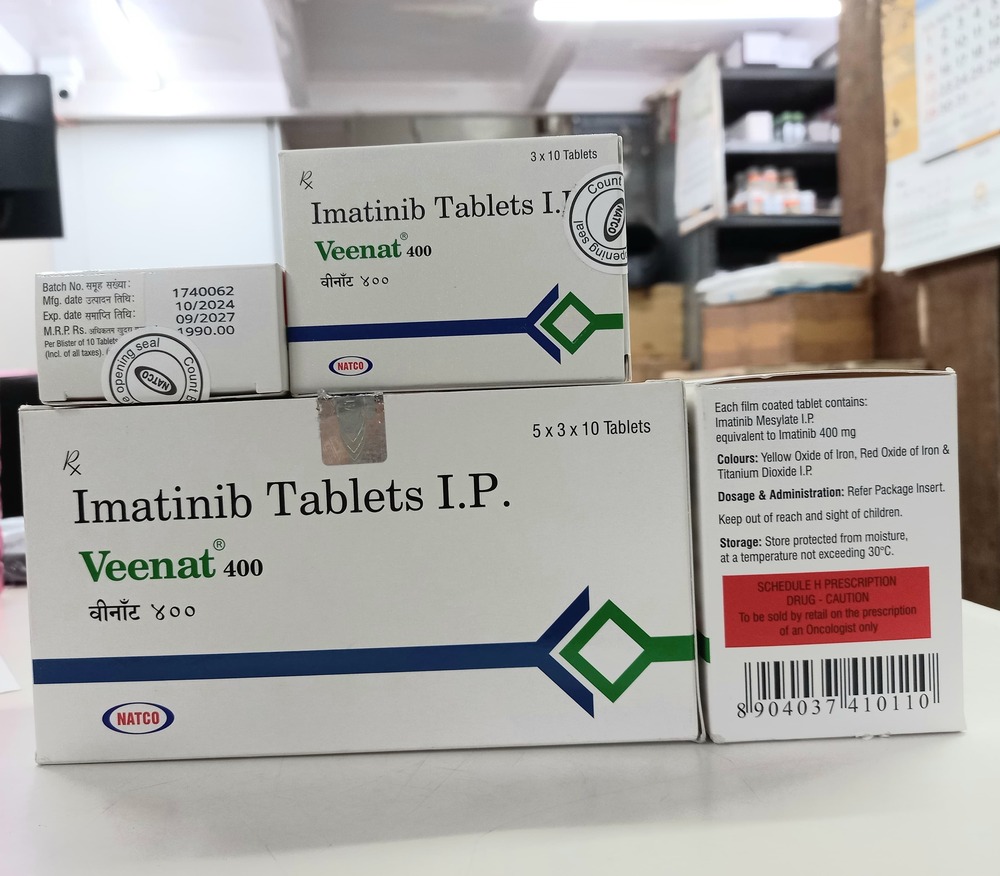 3 x 10 Tablets
Rx
Imatinib Tablets I.
Veenat® 400
वीनाँट ४००
NATCO
Count
NATCO
opening seal
Batch No. समूह संख्या: 1740062
Mfg. date उत्पादन तिथि: 10/2024
Exp. date समाप्ति तिथि: 09/2027
M.R.P. Rs. अधिकतम खुदरा 1990.00
Per Blister of 10 Tablets
(Incl. of all taxes).
e opening seal
NATCO
Count B
5 x 3 x 10 Tablets
Rx
Imatinib Tablets I.P.
Veenat® 400
वीनाँट ४००
NATCO
Each film coated tablet contains:
Imatinib Mesylate I.P.
equivalent to Imatinib 400 mg
Colours: Yellow Oxide of Iron, Red Oxide of Iron &
Titanium Dioxide I.P.
Dosage & Administration: Refer Package Insert.
Keep out of reach and sight of children.
Storage: Store protected from moisture,
at a temperature not exceeding 30°C.
SCHEDULE H PRESCRIPTION
DRUG - CAUTION
To be sold by retail on the prescription
of an Oncologist only
8 904037 410110